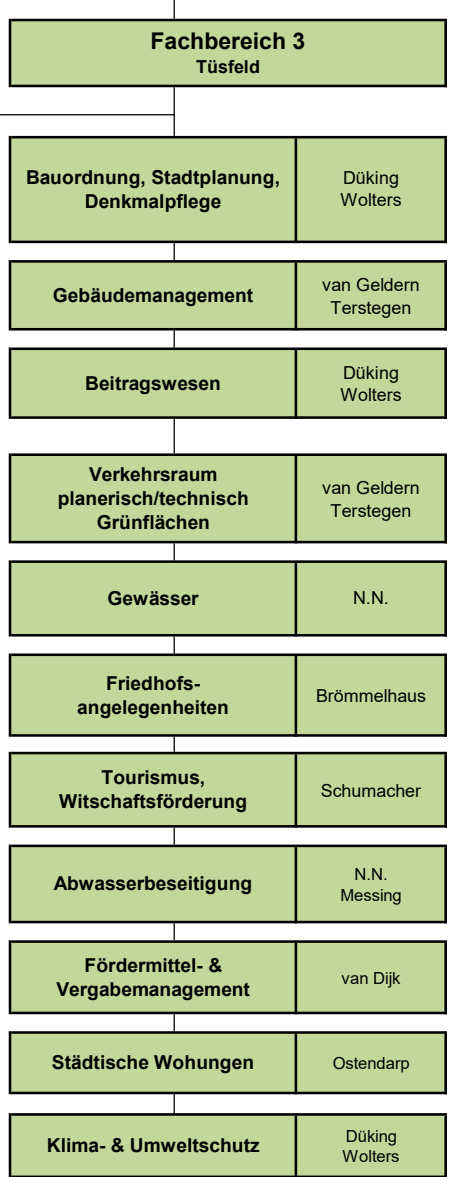 Fachbereich 3
Tüsfeld
Bauordnung, Stadtplanung,
Denkmalpflege
Düking
Wolters
Gebäudemanagement
van Geldern
Terstegen
Beitragswesen
Düking
Wolters
Verkehrsraum
planerisch/technisch
Grünflächen
van Geldern
Terstegen
Gewässer
N.N.
Friedhofs-
angelegenheiten
Brömmelhaus
Tourismus,
Witschaftsförderung
Schumacher
Abwasserbeseitigung
N.N.
Messing
Fördermittel- &
Vergabemanagement
van Dijk
Städtische Wohungen
Ostendarp
Klima- & Umweltschutz
Düking
Wolters